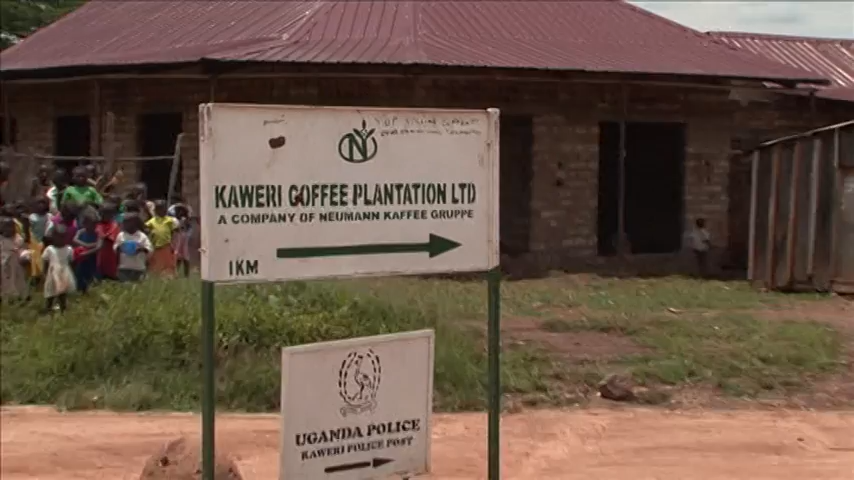 N
KAWERI COFFEE PLANTATION LTD
A COMPANY OF NEUMANN KAFFEE GRUPPE
1KM
UGANDA POLICE
KAWERI POLICE POST